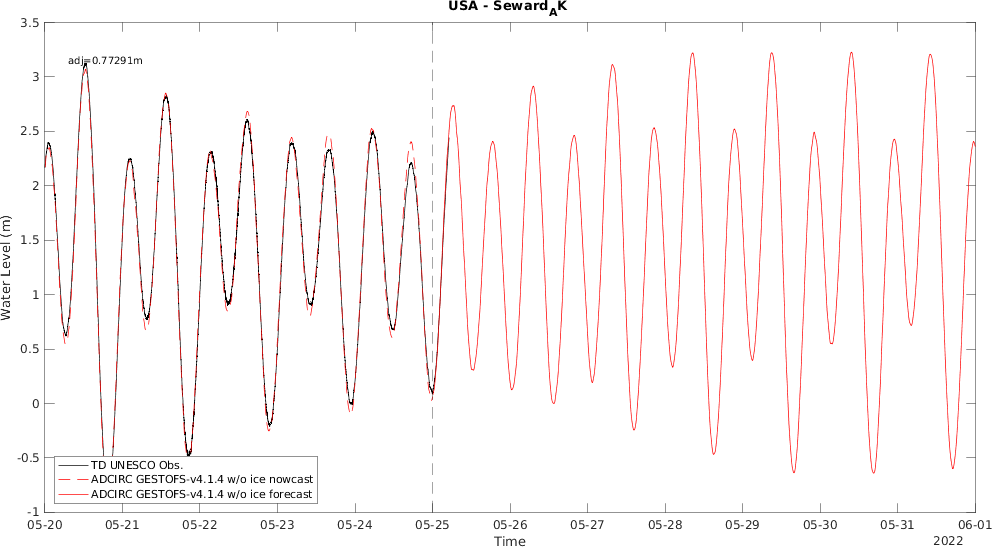 USA - Seward_AK
3.5
3
2.5
2
1.5
1
0.5
0
-0.5
-1
Water Level (m)
adj=0.77291m
TD UNESCO Obs.
ADCIRC GESTOFS-v4.1.4 w/o ice nowcast
ADCIRC GESTOFS-v4.1.4 w/o ice forecast
05-20 05-21 05-22 05-23 05-24 05-25 05-26 05-27 05-28 05-29 05-30 05-31 06-01
Time
2022